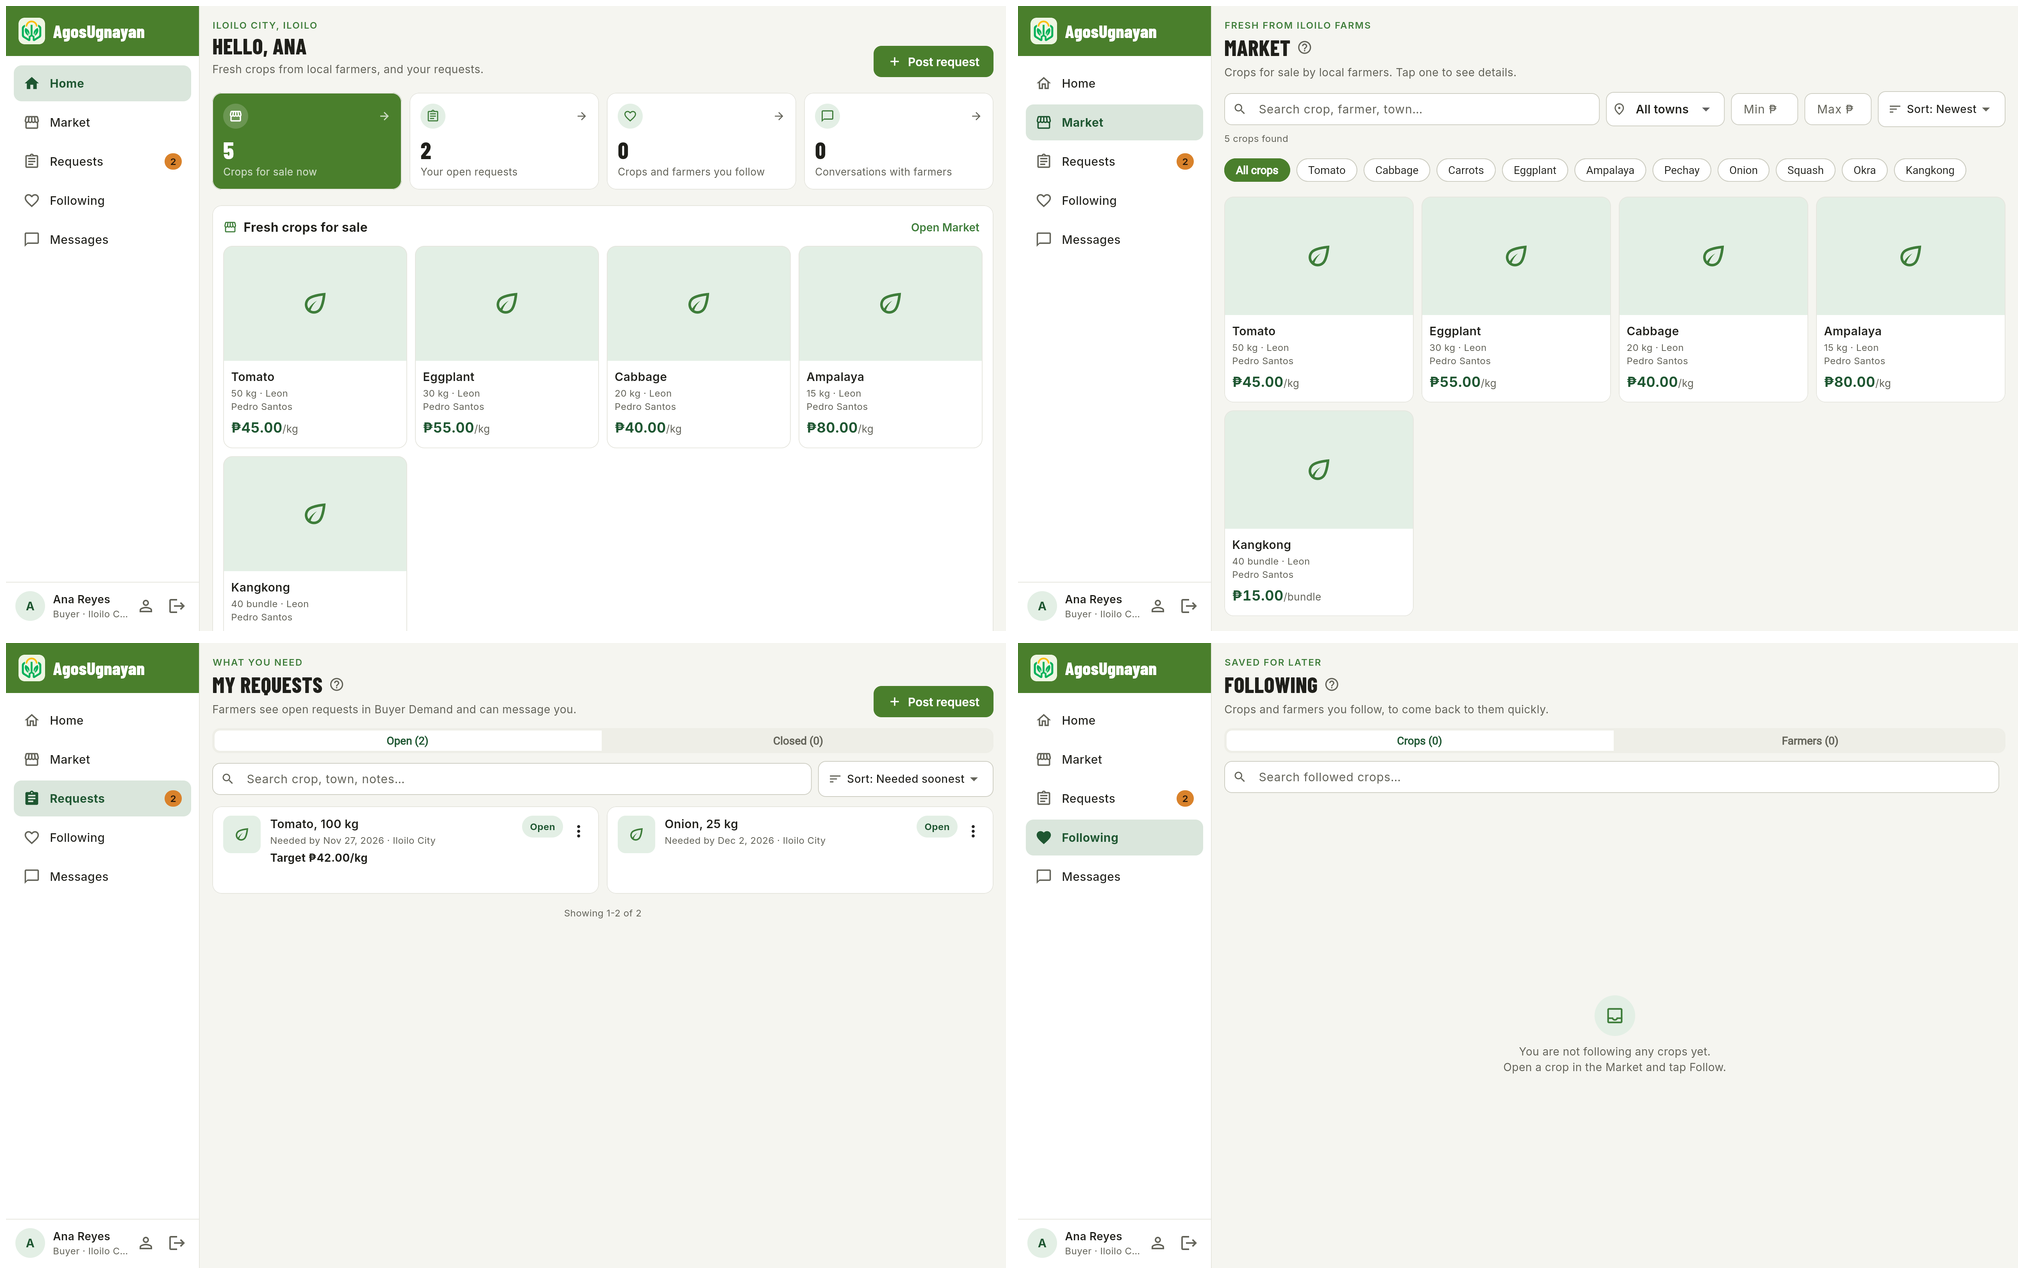 AgosUgnayan
Home
Market
Requests 2
Following
Messages
A
Ana Reyes
Buyer · Iloilo C...
ILOILO CITY, ILOILO
HELLO, ANA
Fresh crops from local farmers, and your requests.
+ Post request
5
Crops for sale now
2
Your open requests
0
Crops and farmers you follow
0
Conversations with farmers
Fresh crops for sale
Open Market
Tomato
50 kg · Leon
Pedro Santos
₱45.00/kg
Eggplant
30 kg · Leon
Pedro Santos
₱55.00/kg
Cabbage
20 kg · Leon
Pedro Santos
₱40.00/kg
Ampalaya
15 kg · Leon
Pedro Santos
₱80.00/kg
Kangkong
40 bundle · Leon
Pedro Santos
AgosUgnayan
Home
Market
Requests 2
Following
Messages
A
Ana Reyes
Buyer · Iloilo C...
FRESH FROM ILOILO FARMS
MARKET
Crops for sale by local farmers. Tap one to see details.
Search crop, farmer, town...
All towns
Min ₱
Max ₱
Sort: Newest
5 crops found
All crops
Tomato
Cabbage
Carrots
Eggplant
Ampalaya
Pechay
Onion
Squash
Okra
Kangkong
Tomato
50 kg · Leon
Pedro Santos
₱45.00/kg
Eggplant
30 kg · Leon
Pedro Santos
₱55.00/kg
Cabbage
20 kg · Leon
Pedro Santos
₱40.00/kg
Ampalaya
15 kg · Leon
Pedro Santos
₱80.00/kg
Kangkong
40 bundle · Leon
Pedro Santos
₱15.00/bundle
AgosUgnayan
Home
Market
Requests 2
Following
Messages
A
Ana Reyes
Buyer · Iloilo C...
WHAT YOU NEED
MY REQUESTS
Farmers see open requests in Buyer Demand and can message you.
+ Post request
Open (2)
Closed (0)
Search crop, town, notes...
Sort: Needed soonest
Tomato, 100 kg
Needed by Nov 27, 2026 · Iloilo City
Target ₱42.00/kg
Open
Onion, 25 kg
Needed by Dec 2, 2026 · Iloilo City
Open
Showing 1-2 of 2
AgosUgnayan
Home
Market
Requests 2
Following
Messages
A
Ana Reyes
Buyer · Iloilo C...
SAVED FOR LATER
FOLLOWING
Crops and farmers you follow, to come back to them quickly.
Crops (0)
Farmers (0)
Search followed crops...
You are not following any crops yet.
Open a crop in the Market and tap Follow.